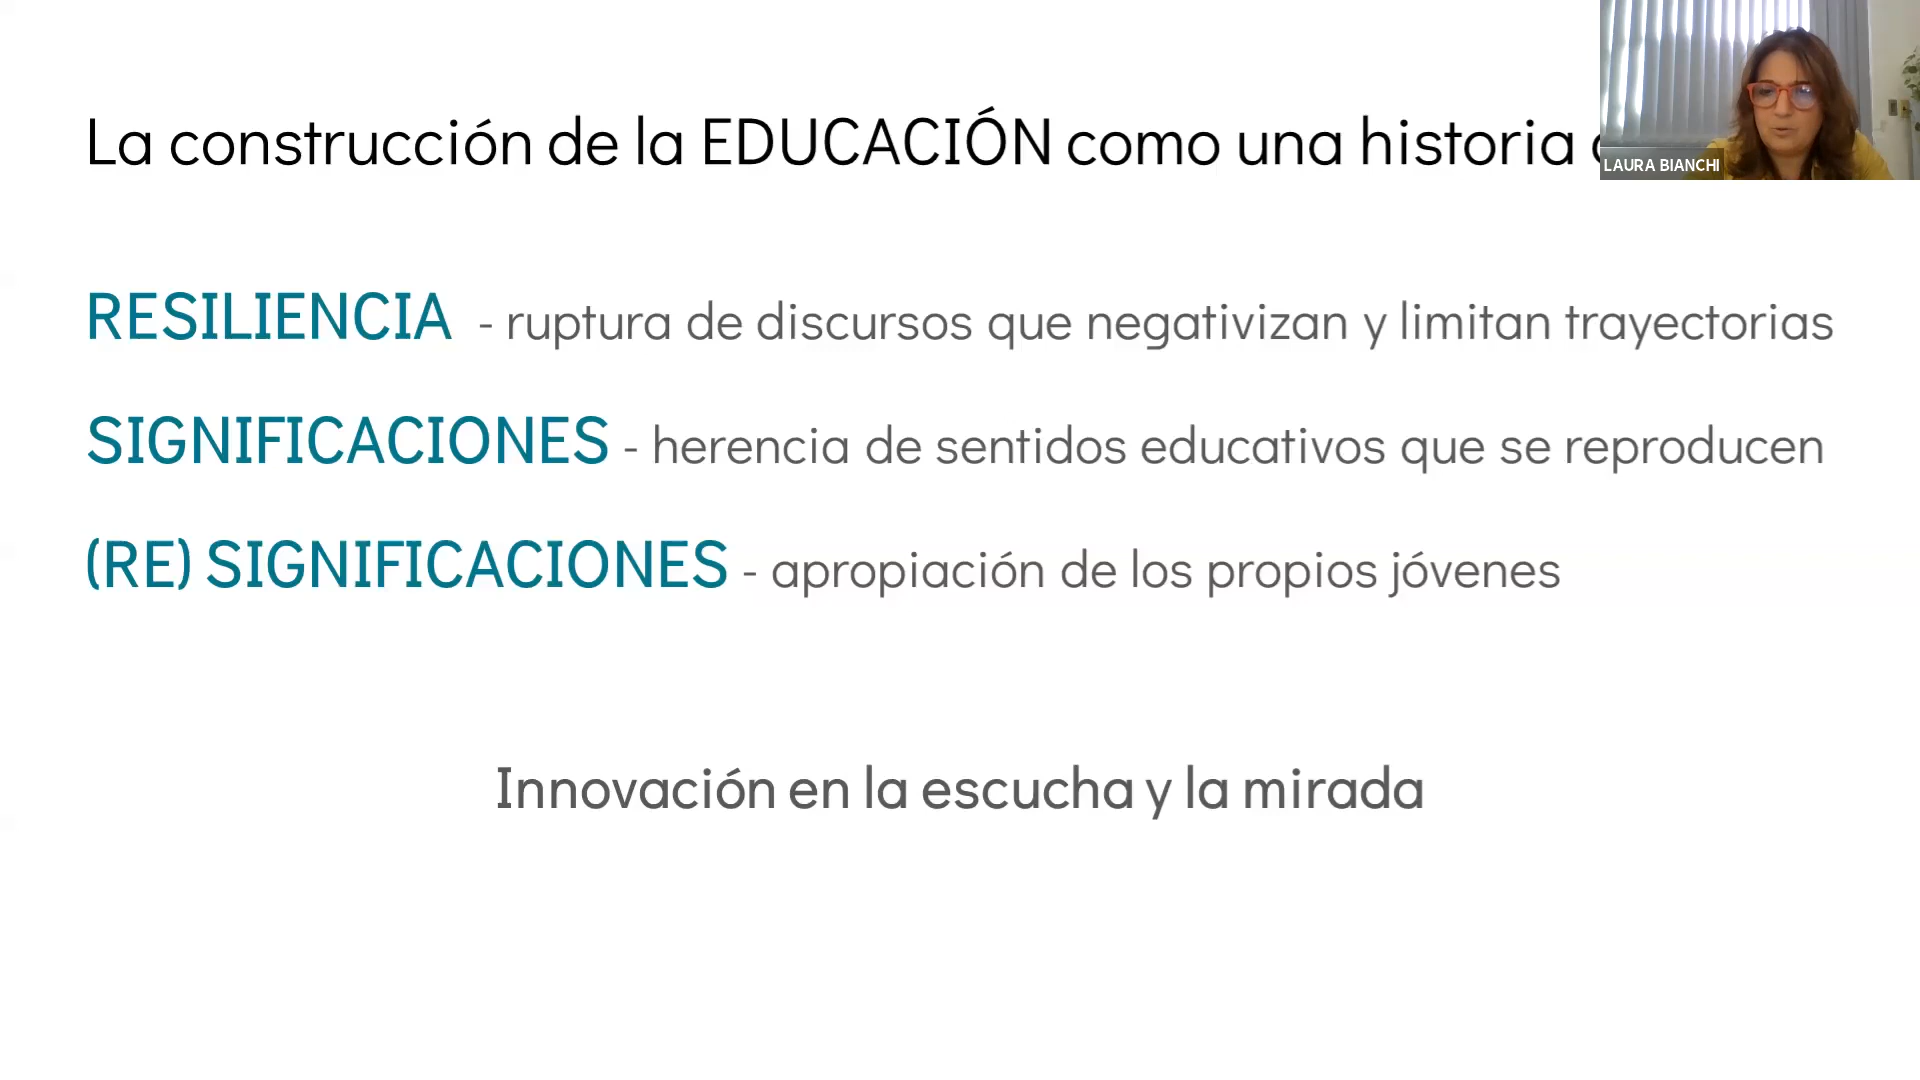 La construcción de la EDUCACIÓN como una historia
LAURA BIANCHI
RESILIENCIA - ruptura de discursos que negativizan y limitan trayectorias
SIGNIFICACIONES - herencia de sentidos educativos que se reproducen
(RE) SIGNIFICACIONES - apropiación de los propios jóvenes
Innovación en la escucha y la mirada